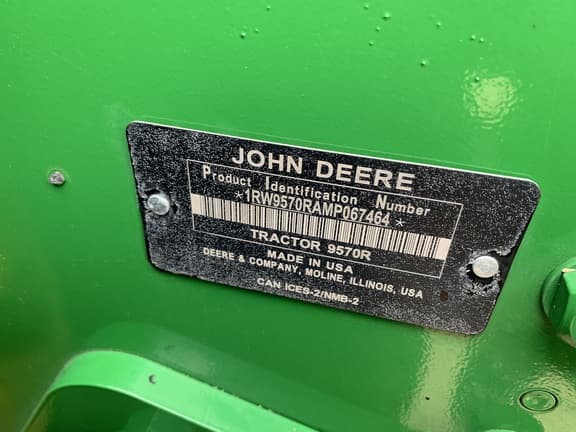 JOHN DEERE
Product Identification Number
*1RW9570RAMP067464*
TRACTOR 9570R
MADE IN USA
DEERE & COMPANY, MOLINE, ILLINOIS, USA
CAN ICES-2/NMB-2